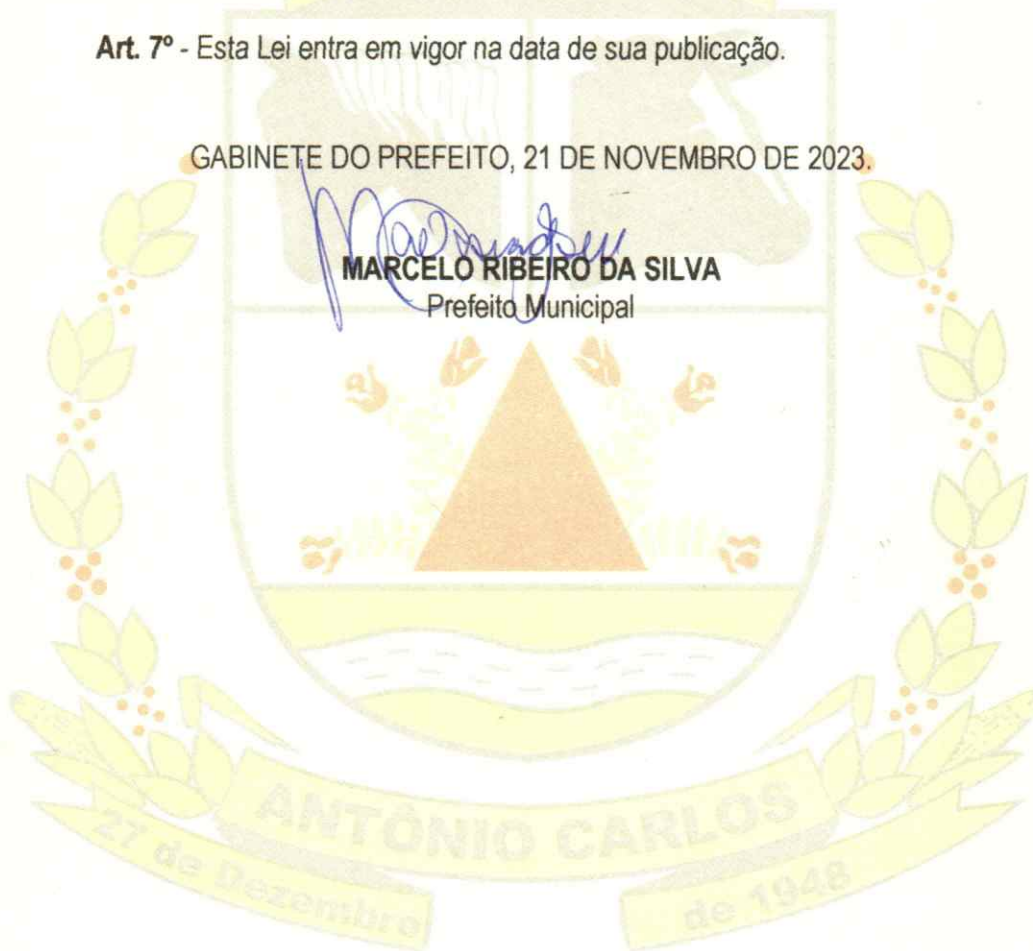 Art. 7º - Esta Lei entra em vigor na data de sua publicação.
GABINETE DO PREFEITO, 21 DE NOVEMBRO DE 2023.
MARCELO RIBEIRO DA SILVA
Prefeito Municipal
ANTÔNIO CARLOS
27 de Dezembro
de 1948